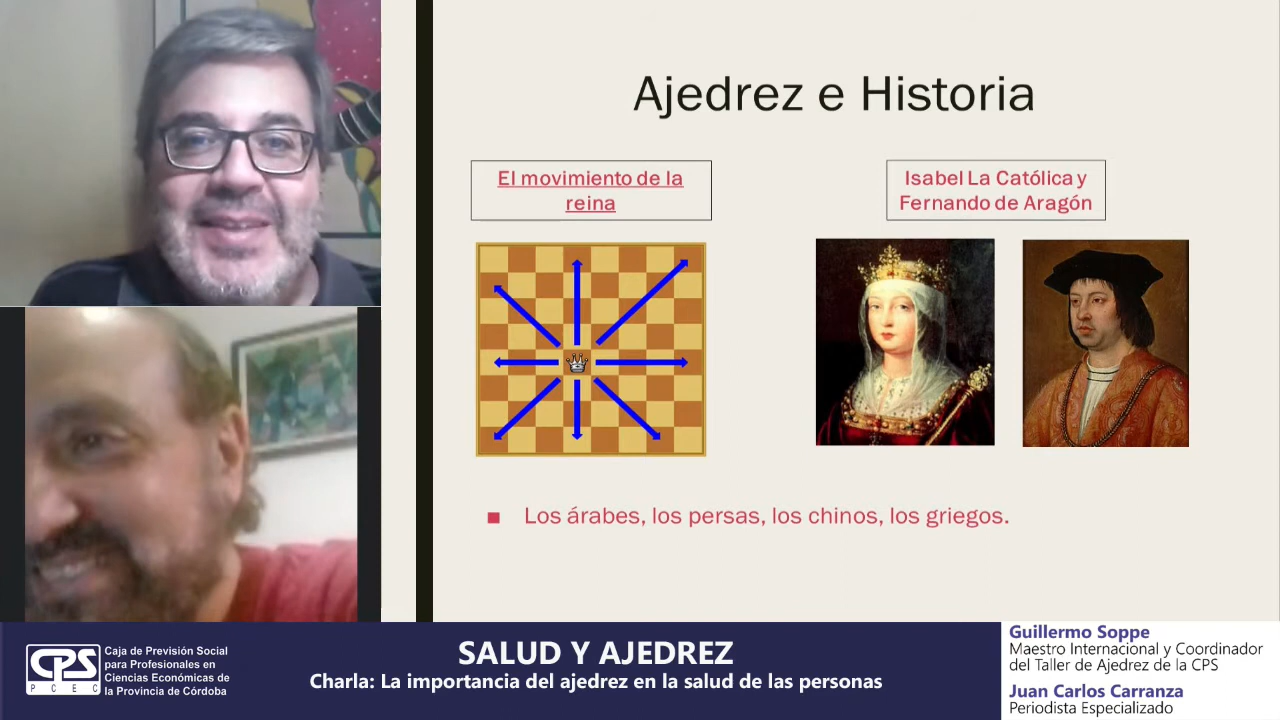 Ajedrez e Historia
El movimiento de la
reina
Isabel La Católica y
Fernando de Aragón
■ Los árabes, los persas, los chinos, los griegos.
CPS
PCEC
Caja de Previsión Social
para Profesionales en
Ciencias Económicas de
la Provincia de Córdoba
SALUD Y AJEDREZ
Charla: La importancia del ajedrez en la salud de las personas
Guillermo Soppe
Maestro Internacional y Coordinador
del Taller de Ajedrez de la CPS
Juan Carlos Carranza
Periodista Especializado